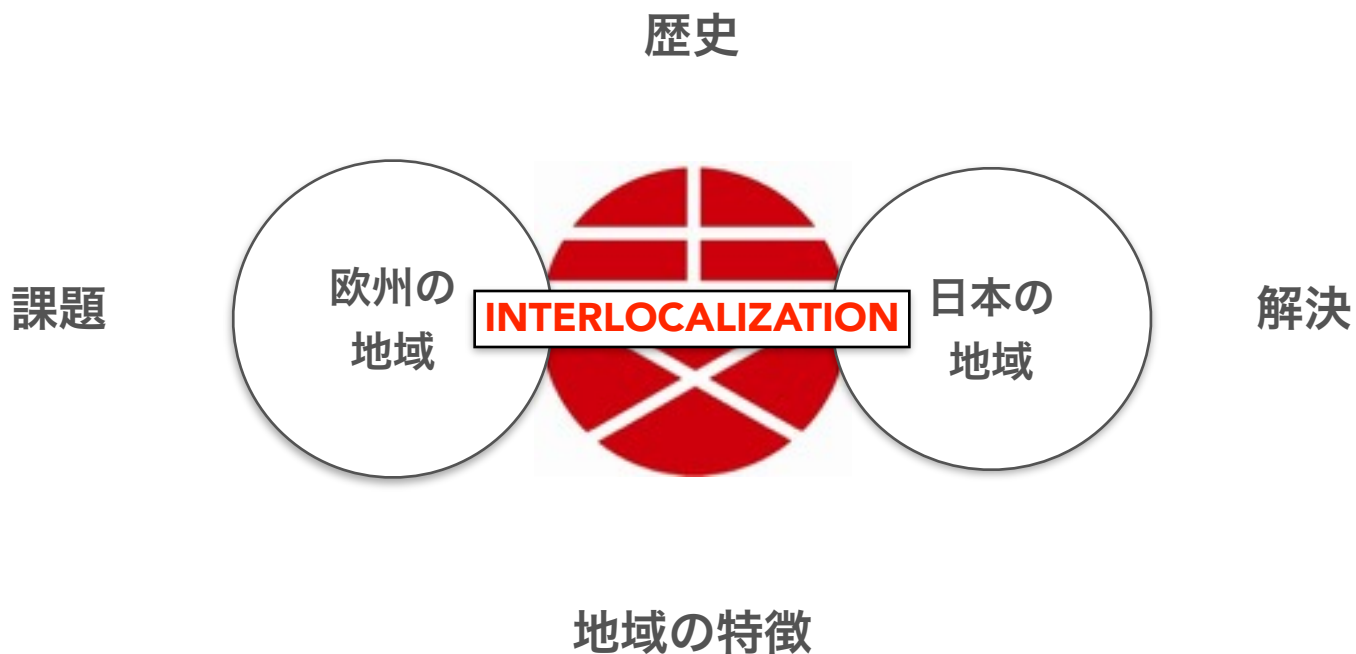 歴史
課題
欧州の
地域
INTERLOCALIZATION
日本の
地域
解決
地域の特徴